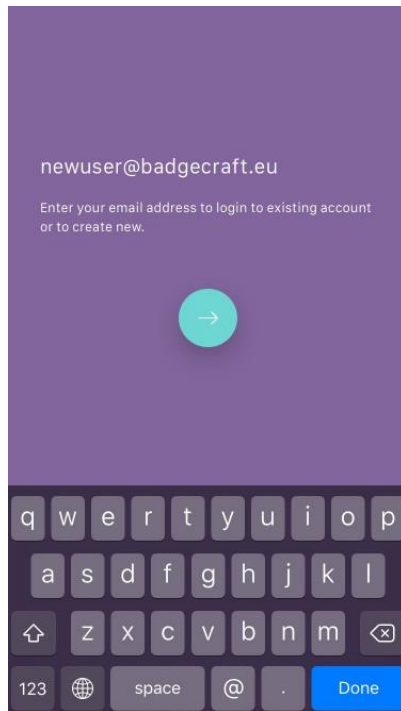 newuser@badgecraft.eu
Enter your email address to login to existing account
or to create new.
q w e r t y u i o p
a s d f g h j k l
z x c v b n m
123 space @ . Done